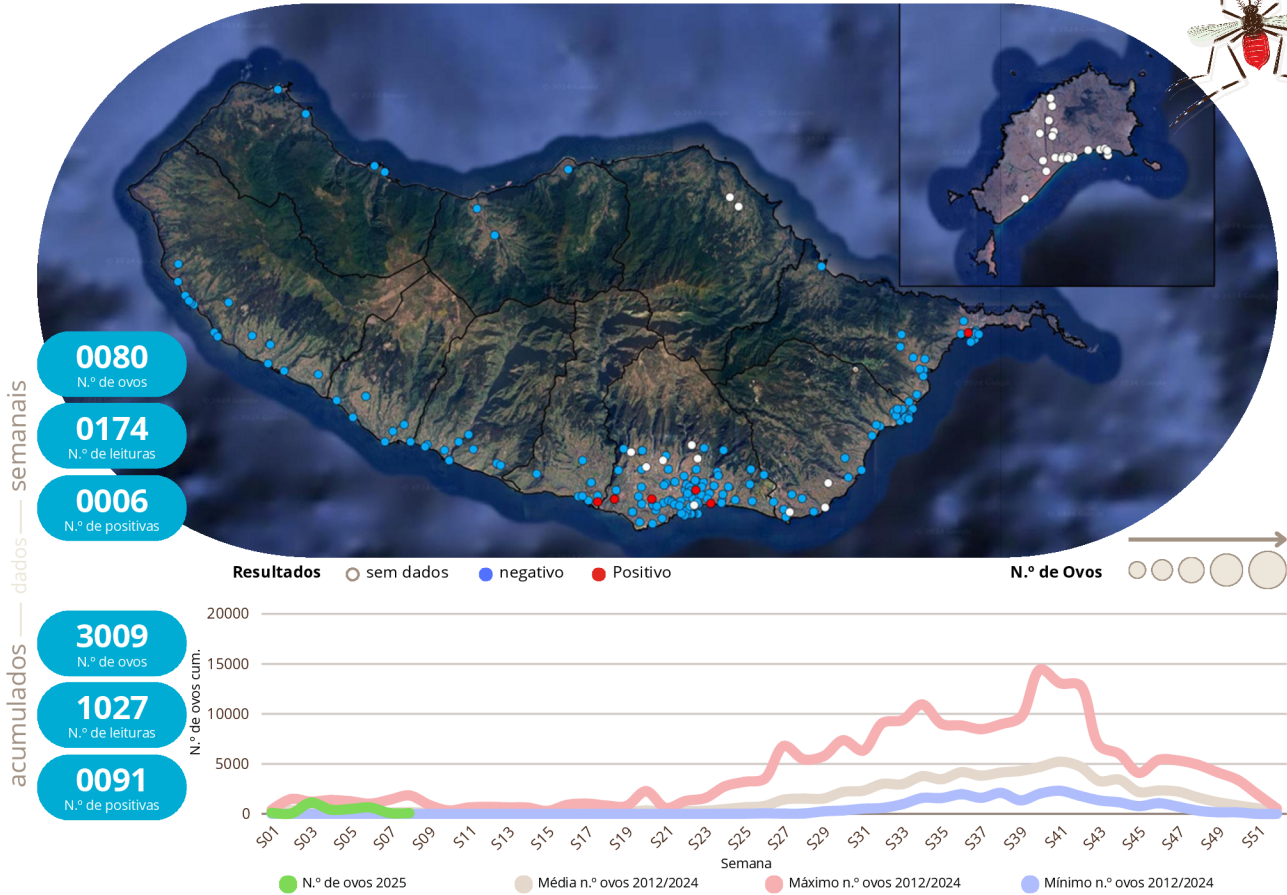 semanais
dados
acumulados
0080
N.º de ovos
0174
N.º de leituras
0006
N.º de positivas
Resultados
sem dados
negativo
Positivo
N.º de Ovos
3009
N.º de ovos
1027
N.º de leituras
0091
N.º de positivas
N.º de ovos cum.
20000
15000
10000
5000
0
S01
S03
S05
S07
S09
S11
S13
S15
S17
S19
S21
S23
S25
S27
S29
S31
S33
S35
S37
S39
S41
S43
S45
S47
S49
S51
Semana
N.º de ovos 2025
Média n.º ovos 2012/2024
Máximo n.º ovos 2012/2024
Mínimo n.º ovos 2012/2024